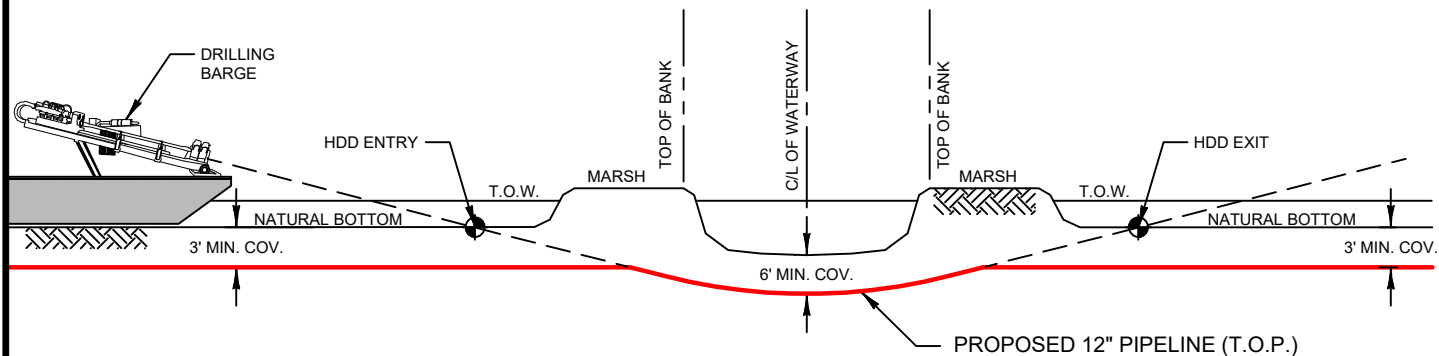 DRILLING
BARGE
HDD ENTRY
TOP OF BANK
C/L OF WATERWAY
TOP OF BANK
HDD EXIT
T.O.W.
MARSH
MARSH
T.O.W.
NATURAL BOTTOM
NATURAL BOTTOM
3' MIN. COV.
6' MIN. COV.
3' MIN. COV.
PROPOSED 12" PIPELINE (T.O.P.)